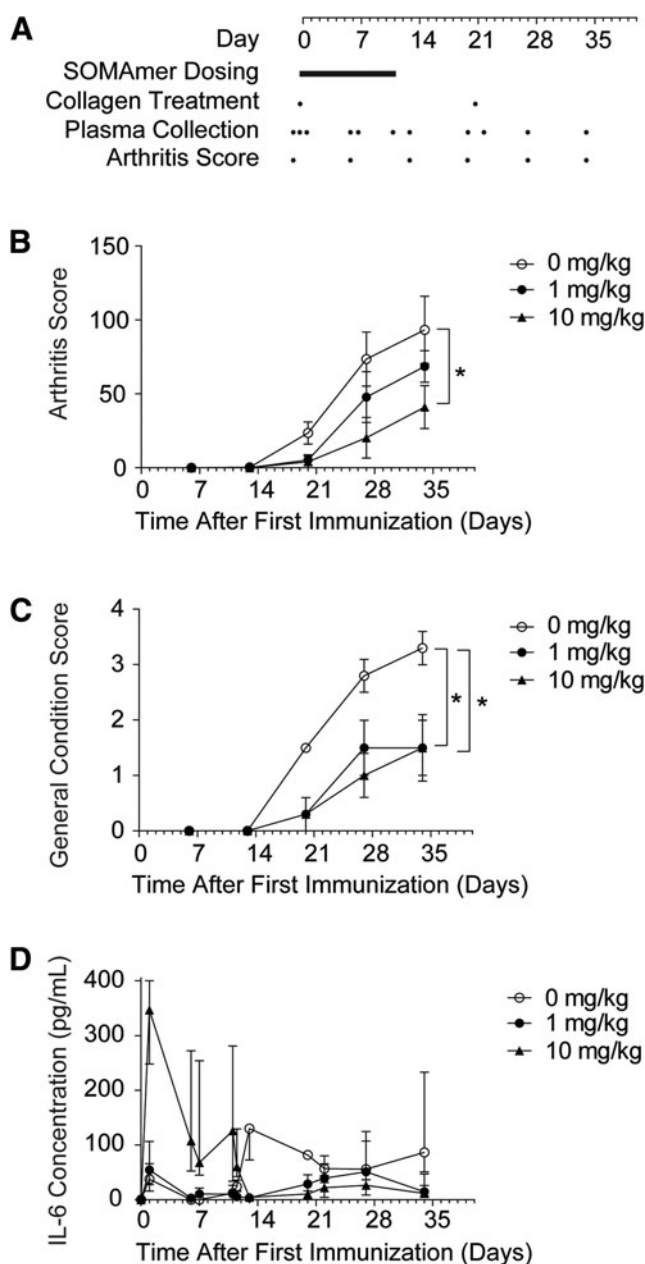 A
Day 0 7 14 21 28 35
SOMAmer Dosing
Collagen Treatment
Plasma Collection
Arthritis Score
B
Arthritis Score
150
100
50
0
0 7 14 21 28 35
Time After First Immunization (Days)
0 mg/kg
1 mg/kg
10 mg/kg
*
C
General Condition Score
4
3
2
1
0
0 7 14 21 28 35
Time After First Immunization (Days)
0 mg/kg
1 mg/kg
10 mg/kg
* *
D
IL-6 Concentration (pg/mL)
400
300
200
100
0
0 7 14 21 28 35
Time After First Immunization (Days)
0 mg/kg
1 mg/kg
10 mg/kg